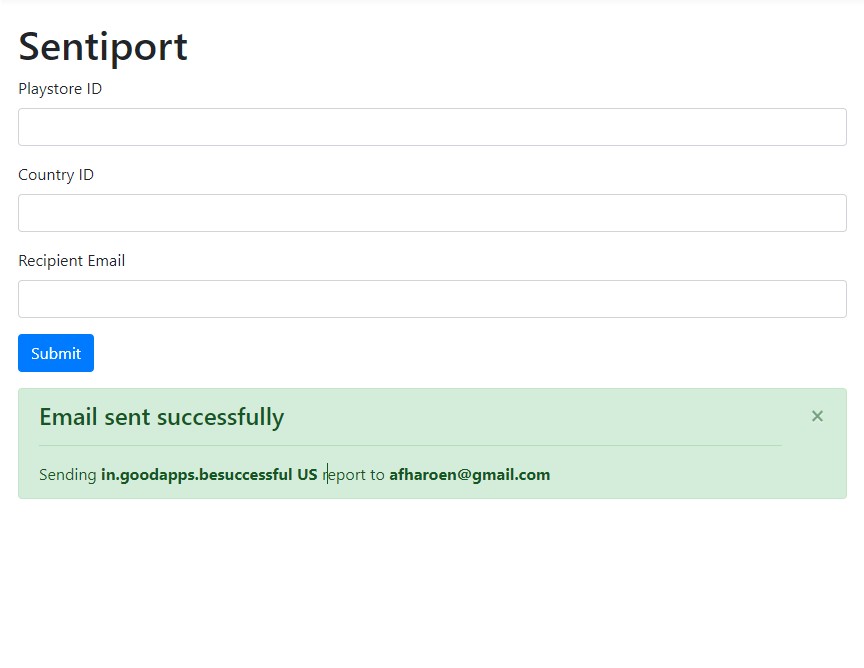 Sentiport
Playstore ID
Country ID
Recipient Email
Submit
Email sent successfully
×
Sending in.goodapps.besuccessful US report to afharoen@gmail.com